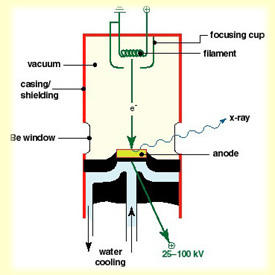 +
focusing cup
filament
vacuum
casing/
shielding
e-
x-ray
Be window
anode
water
cooling
+
25–100 kV